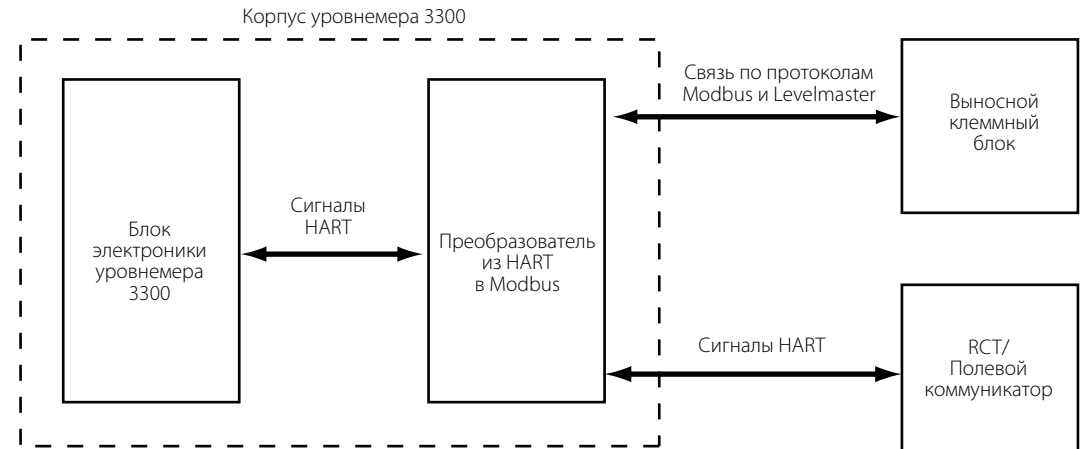 Корпус уровнемера 3300
Связь по протоколам
Modbus и Levelmaster
Выносной
клеммный
блок
Сигналы
HART
Блок
электроники
уровнемера
3300
Преобразователь
из HART
в Modbus
Сигналы HART
RCT/
Полевой
коммуникатор